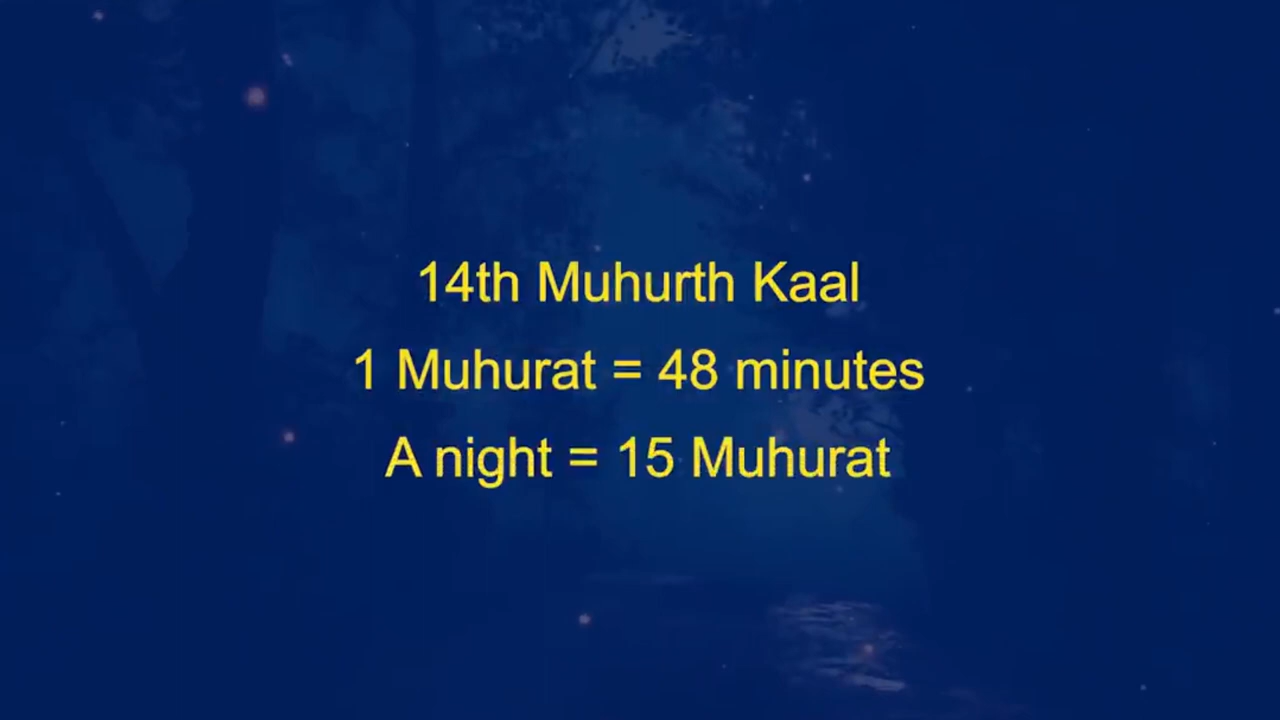 14th Muhurth Kaal
1 Muhurat = 48 minutes
A night = 15 Muhurat